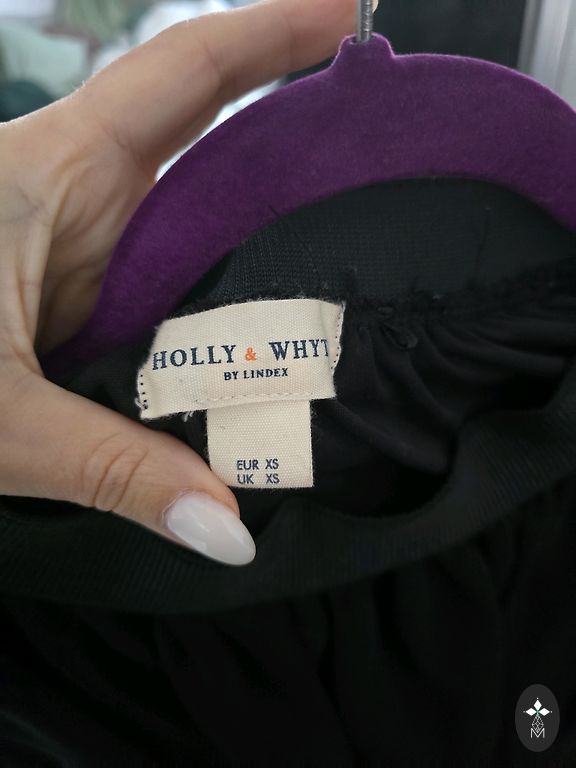 HOLLY & WHYT
BY LINDEX
EUR XS
UK XS
M